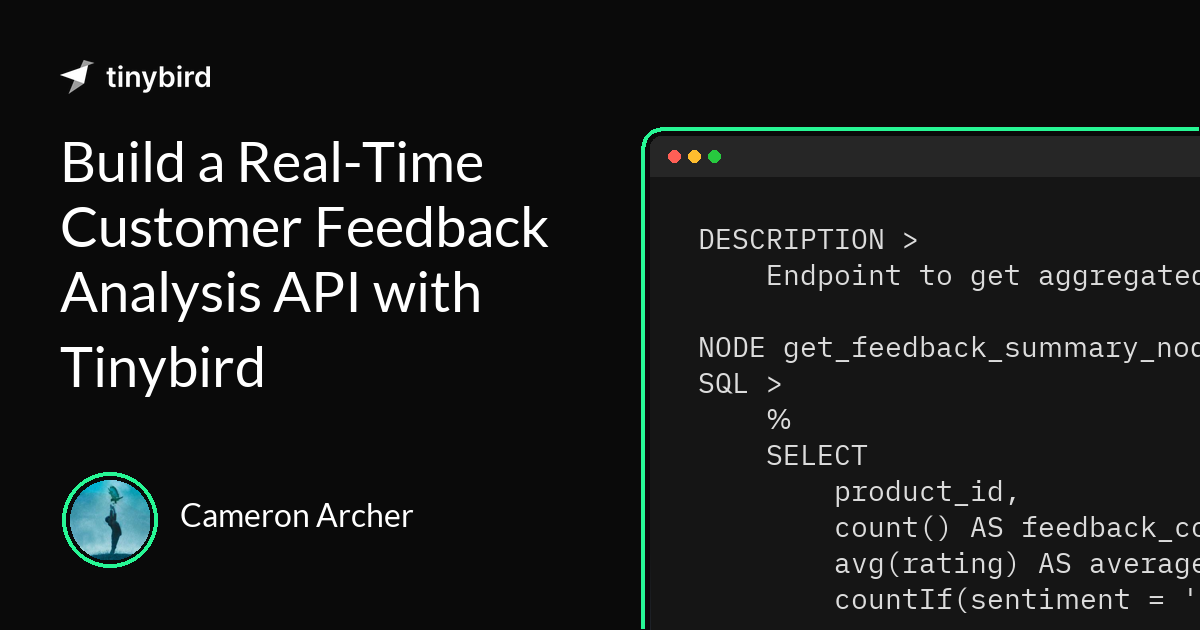 tinybird
Build a Real-Time
Customer Feedback
Analysis API with
Tinybird
Cameron Archer
DESCRIPTION >
Endpoint to get aggregated
NODE get_feedback_summary_nod
SQL >
%
SELECT
product_id,
count() AS feedback_co
avg(rating) AS average
countIf(sentiment = '